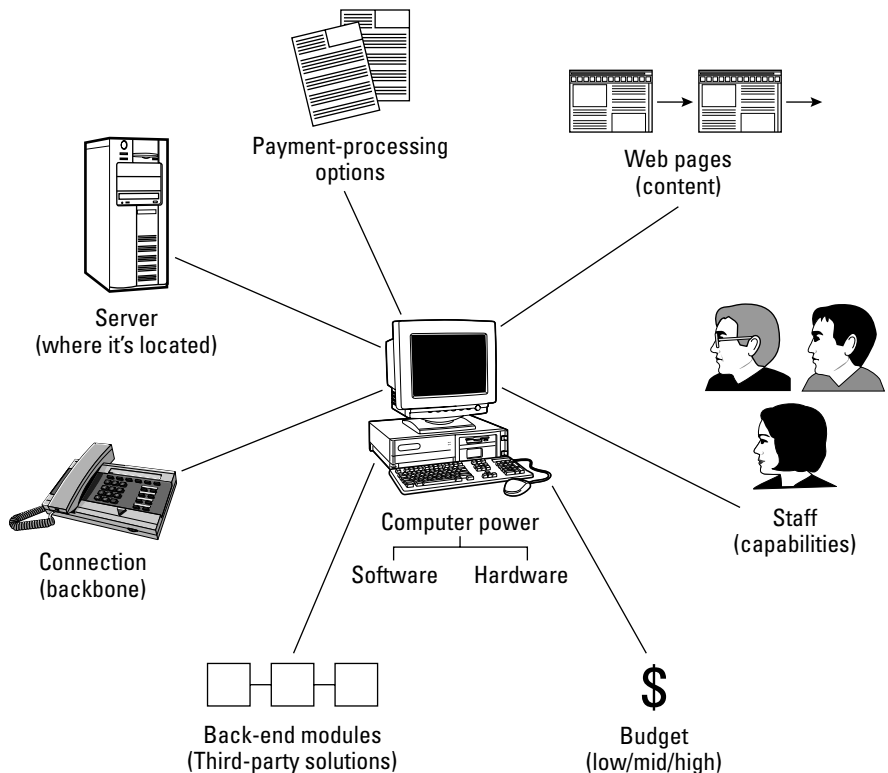 Payment-processing
options
Web pages
(content)
Server
(where it's located)
Staff
(capabilities)
Computer power
Software Hardware
Connection
(backbone)
Back-end modules
(Third-party solutions)
$
Budget
(low/mid/high)